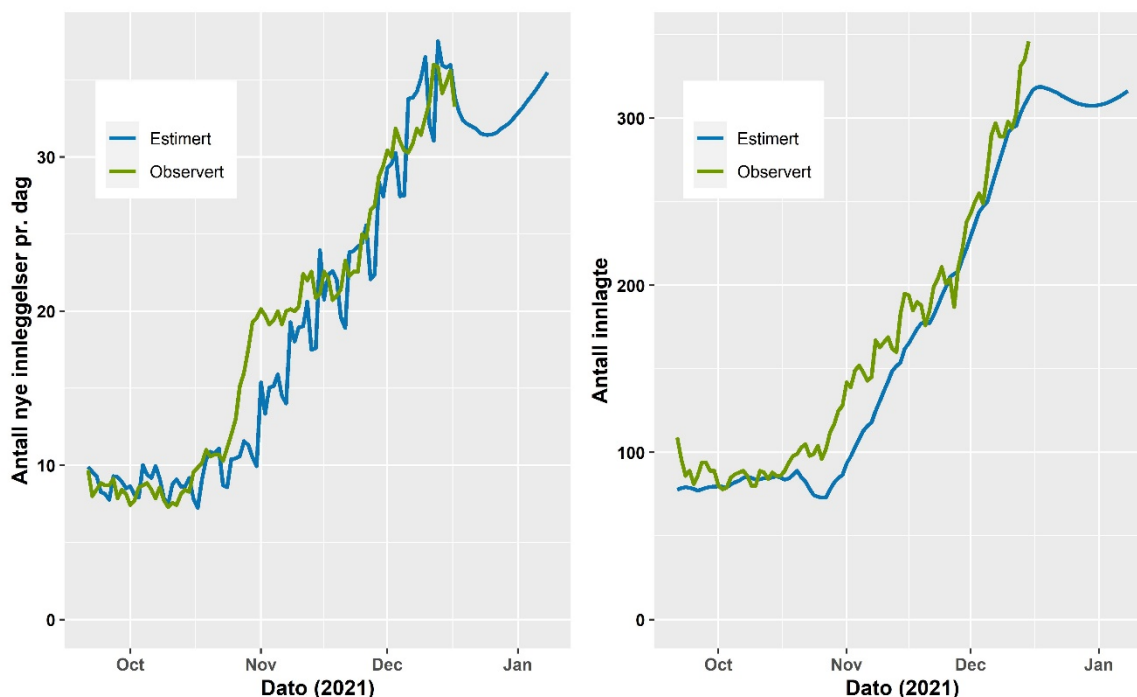 Antall nye innleggelser pr. dag
30
20
10
0
Estimert
Observert
Oct
Nov
Dec
Jan
Dato (2021)
Antall innlagte
300
200
100
0
Estimert
Observert
Oct
Nov
Dec
Jan
Dato (2021)